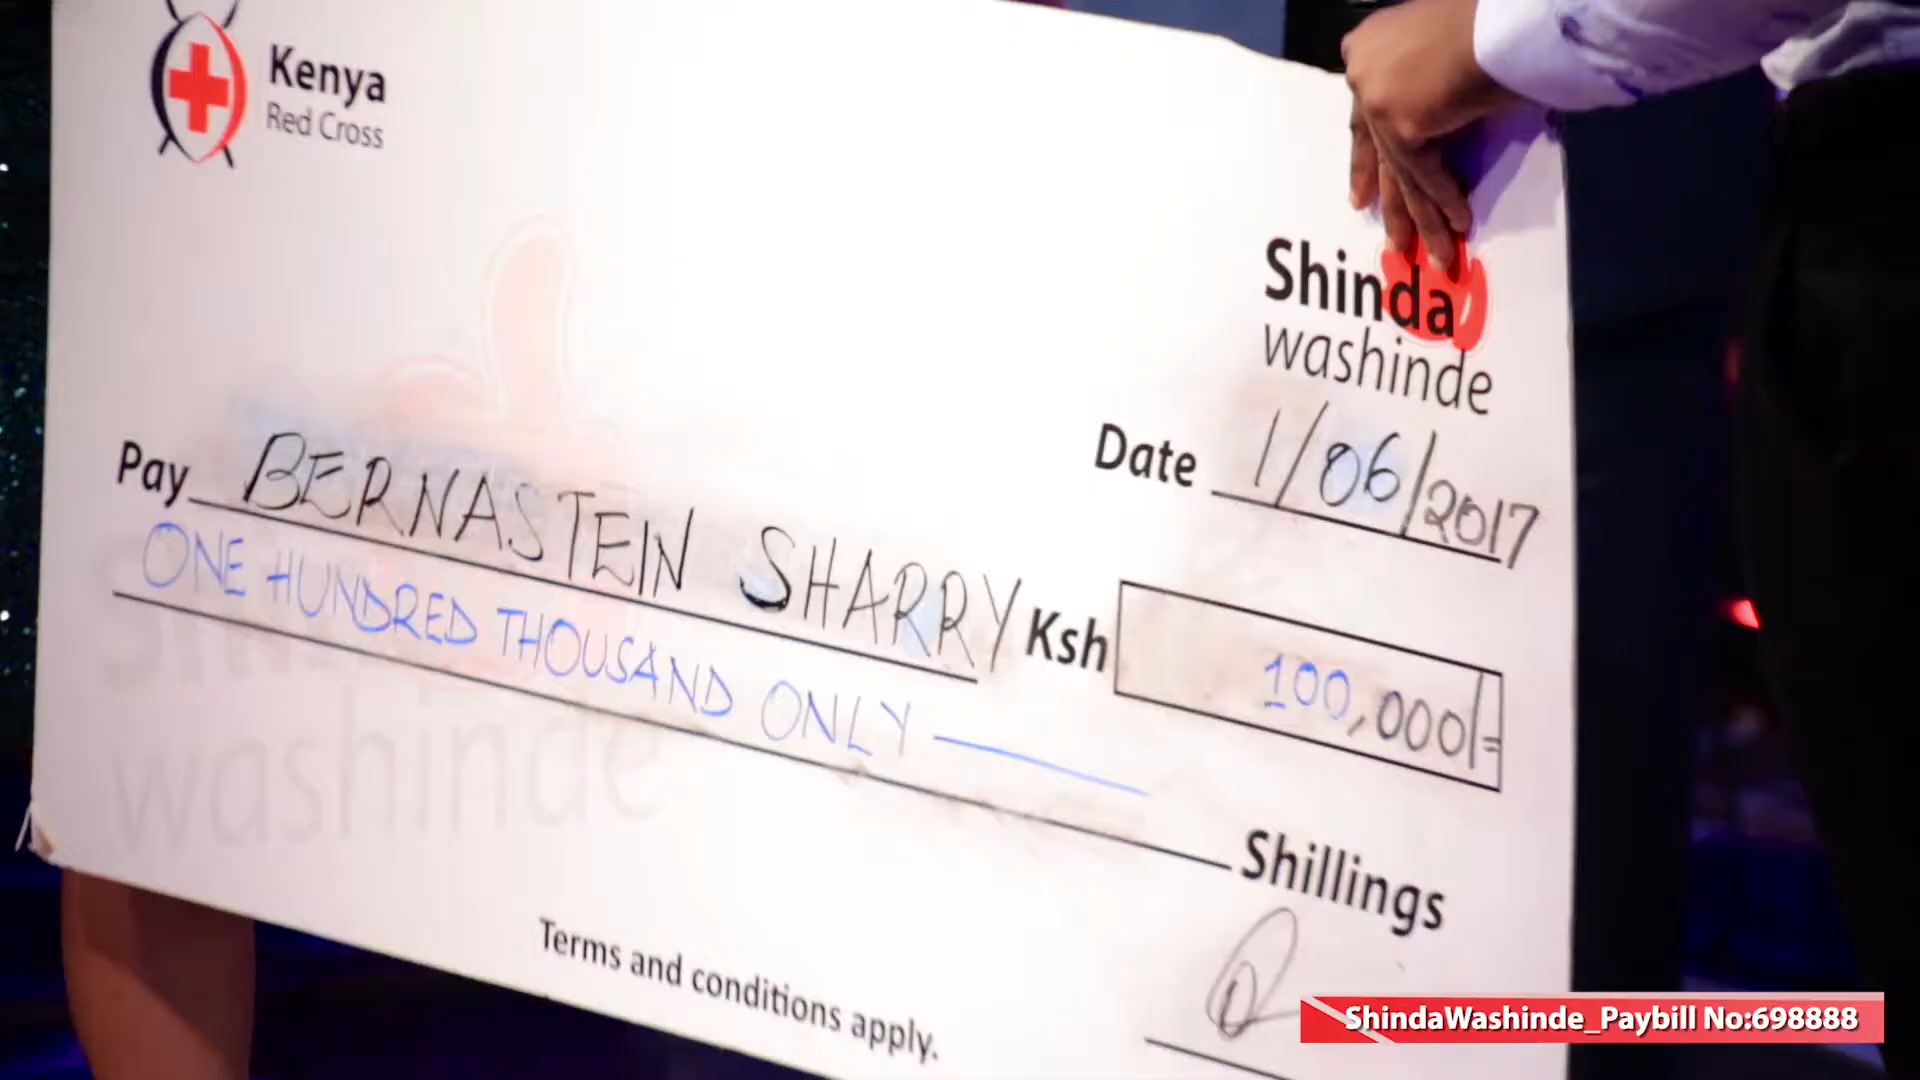 Kenya
Red Cross
Shinda
washinde
Date 1/06/2017
Pay BERNASTEIN SHARRY Ksh 100,000/=
ONE HUNDRED THOUSAND ONLY
Shillings
washinde
Terms and conditions apply.
ShindaWashinde_Paybill No:698888